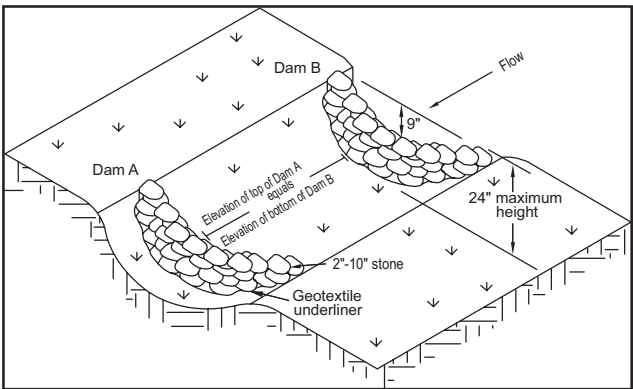 Dam B
Flow
9"
Dam A
Elevation of top of Dam A
equals
Elevation of bottom of Dam B
24" maximum
height
2"-10" stone
Geotextile
underliner